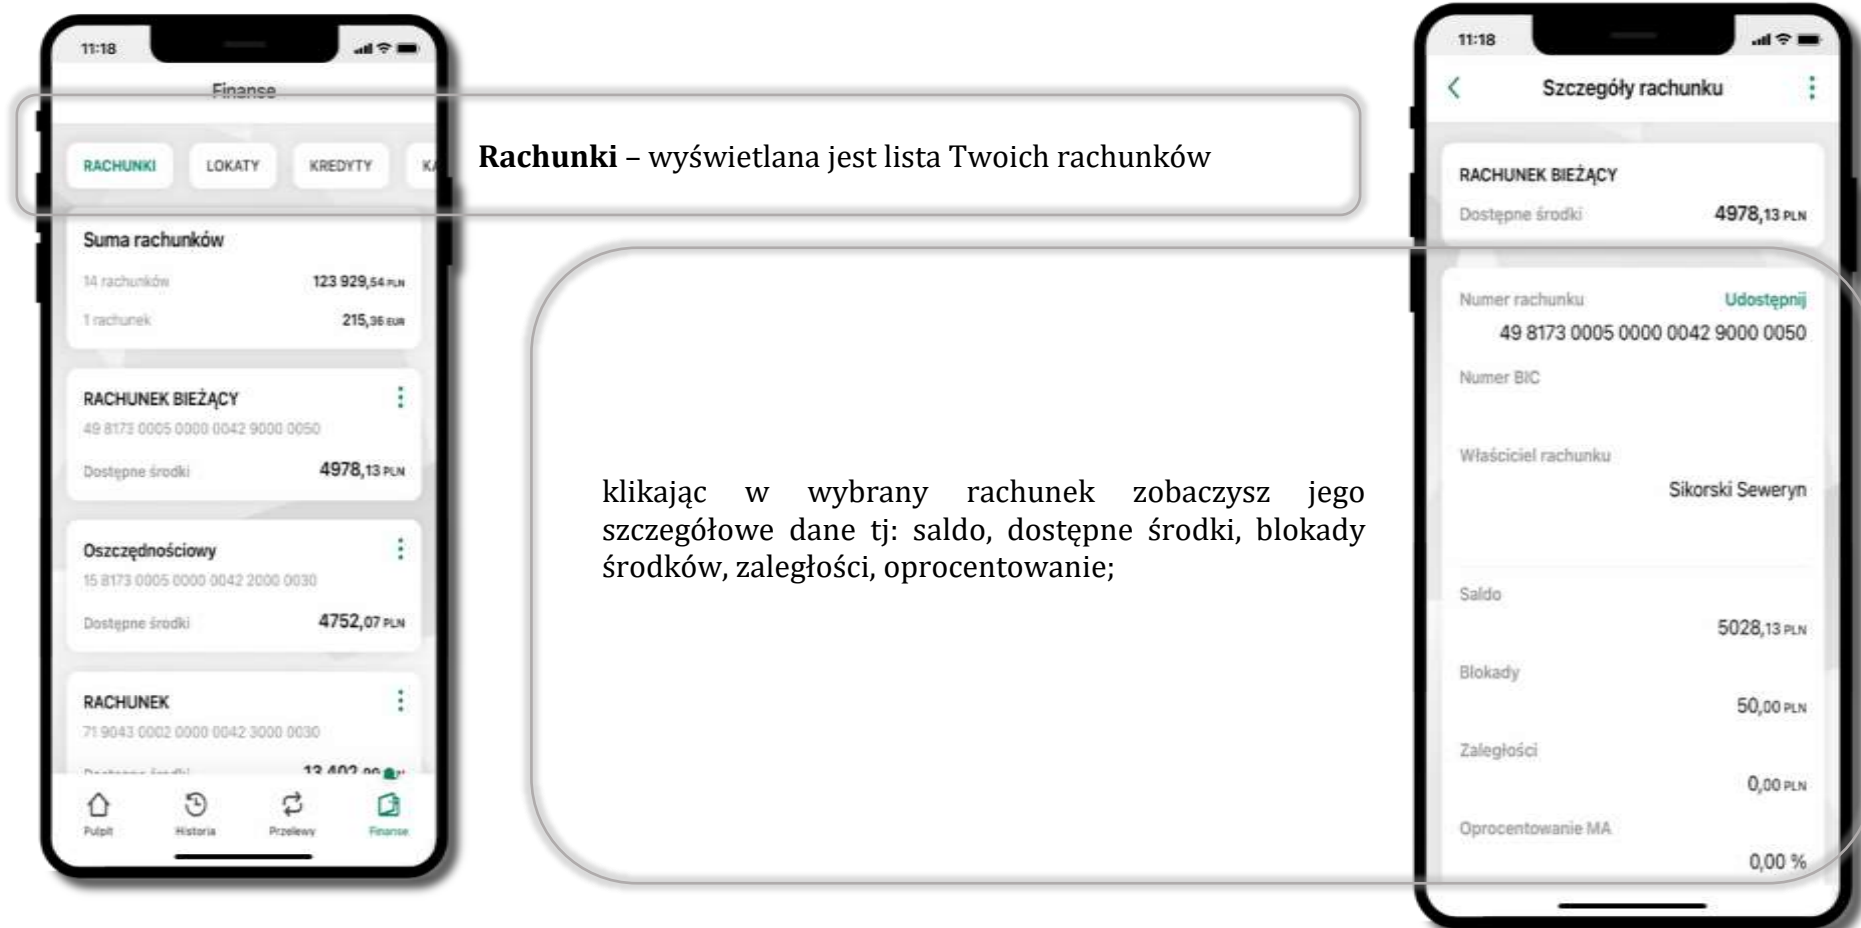 11:18
Finanse
RACHUNKI LOKATY KREDYTY KA
Suma rachunków
14 rachunków 123 929,54 PLN
1 rachunek 215,36 EUR
RACHUNEK BIEŻĄCY
49 8173 0005 0000 0042 9000 0050
Dostępne środki 4978,13 PLN
Oszczędnościowy
15 8173 0005 0000 0042 2000 0030
Dostępne środki 4752,07 PLN
RACHUNEK
71 9043 0002 0000 0042 3000 0030
Dostępne środki 13 402
Pulpit Historia Przelewy Finanse
Rachunki – wyświetlana jest lista Twoich rachunków
klikając w wybrany rachunek zobaczysz jego
szczegółowe dane tj: saldo, dostępne środki, blokady
środków, zaległości, oprocentowanie;
11:18
Szczegóły rachunku
RACHUNEK BIEŻĄCY
Dostępne środki 4978,13 PLN
Numer rachunku Udostępnij
49 8173 0005 0000 0042 9000 0050
Numer BIC
Właściciel rachunku
Sikorski Seweryn
Saldo
5028,13 PLN
Blokady
50,00 PLN
Zaległości
0,00 PLN
Oprocentowanie MA
0,00 %